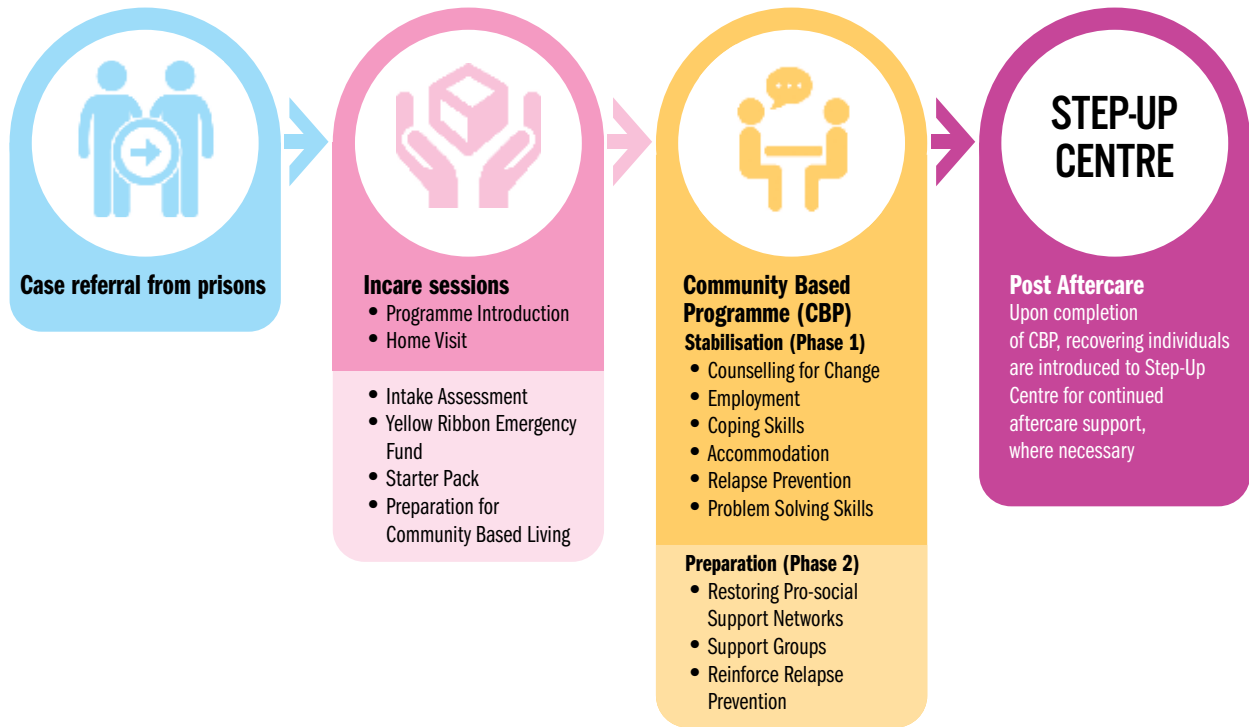 Case referral from prisons
Incare sessions
• Programme Introduction
• Home Visit
• Intake Assessment
• Yellow Ribbon Emergency
Fund
• Starter Pack
• Preparation for
Community Based Living
Community Based
Programme (CBP)
Stabilisation (Phase 1)
• Counselling for Change
• Employment
• Coping Skills
• Accommodation
• Relapse Prevention
• Problem Solving Skills
Preparation (Phase 2)
• Restoring Pro-social
Support Networks
• Support Groups
• Reinforce Relapse
Prevention
STEP-UP
CENTRE
Post Aftercare
Upon completion
of CBP, recovering individuals
are introduced to Step-Up
Centre for continued
aftercare support,
where necessary